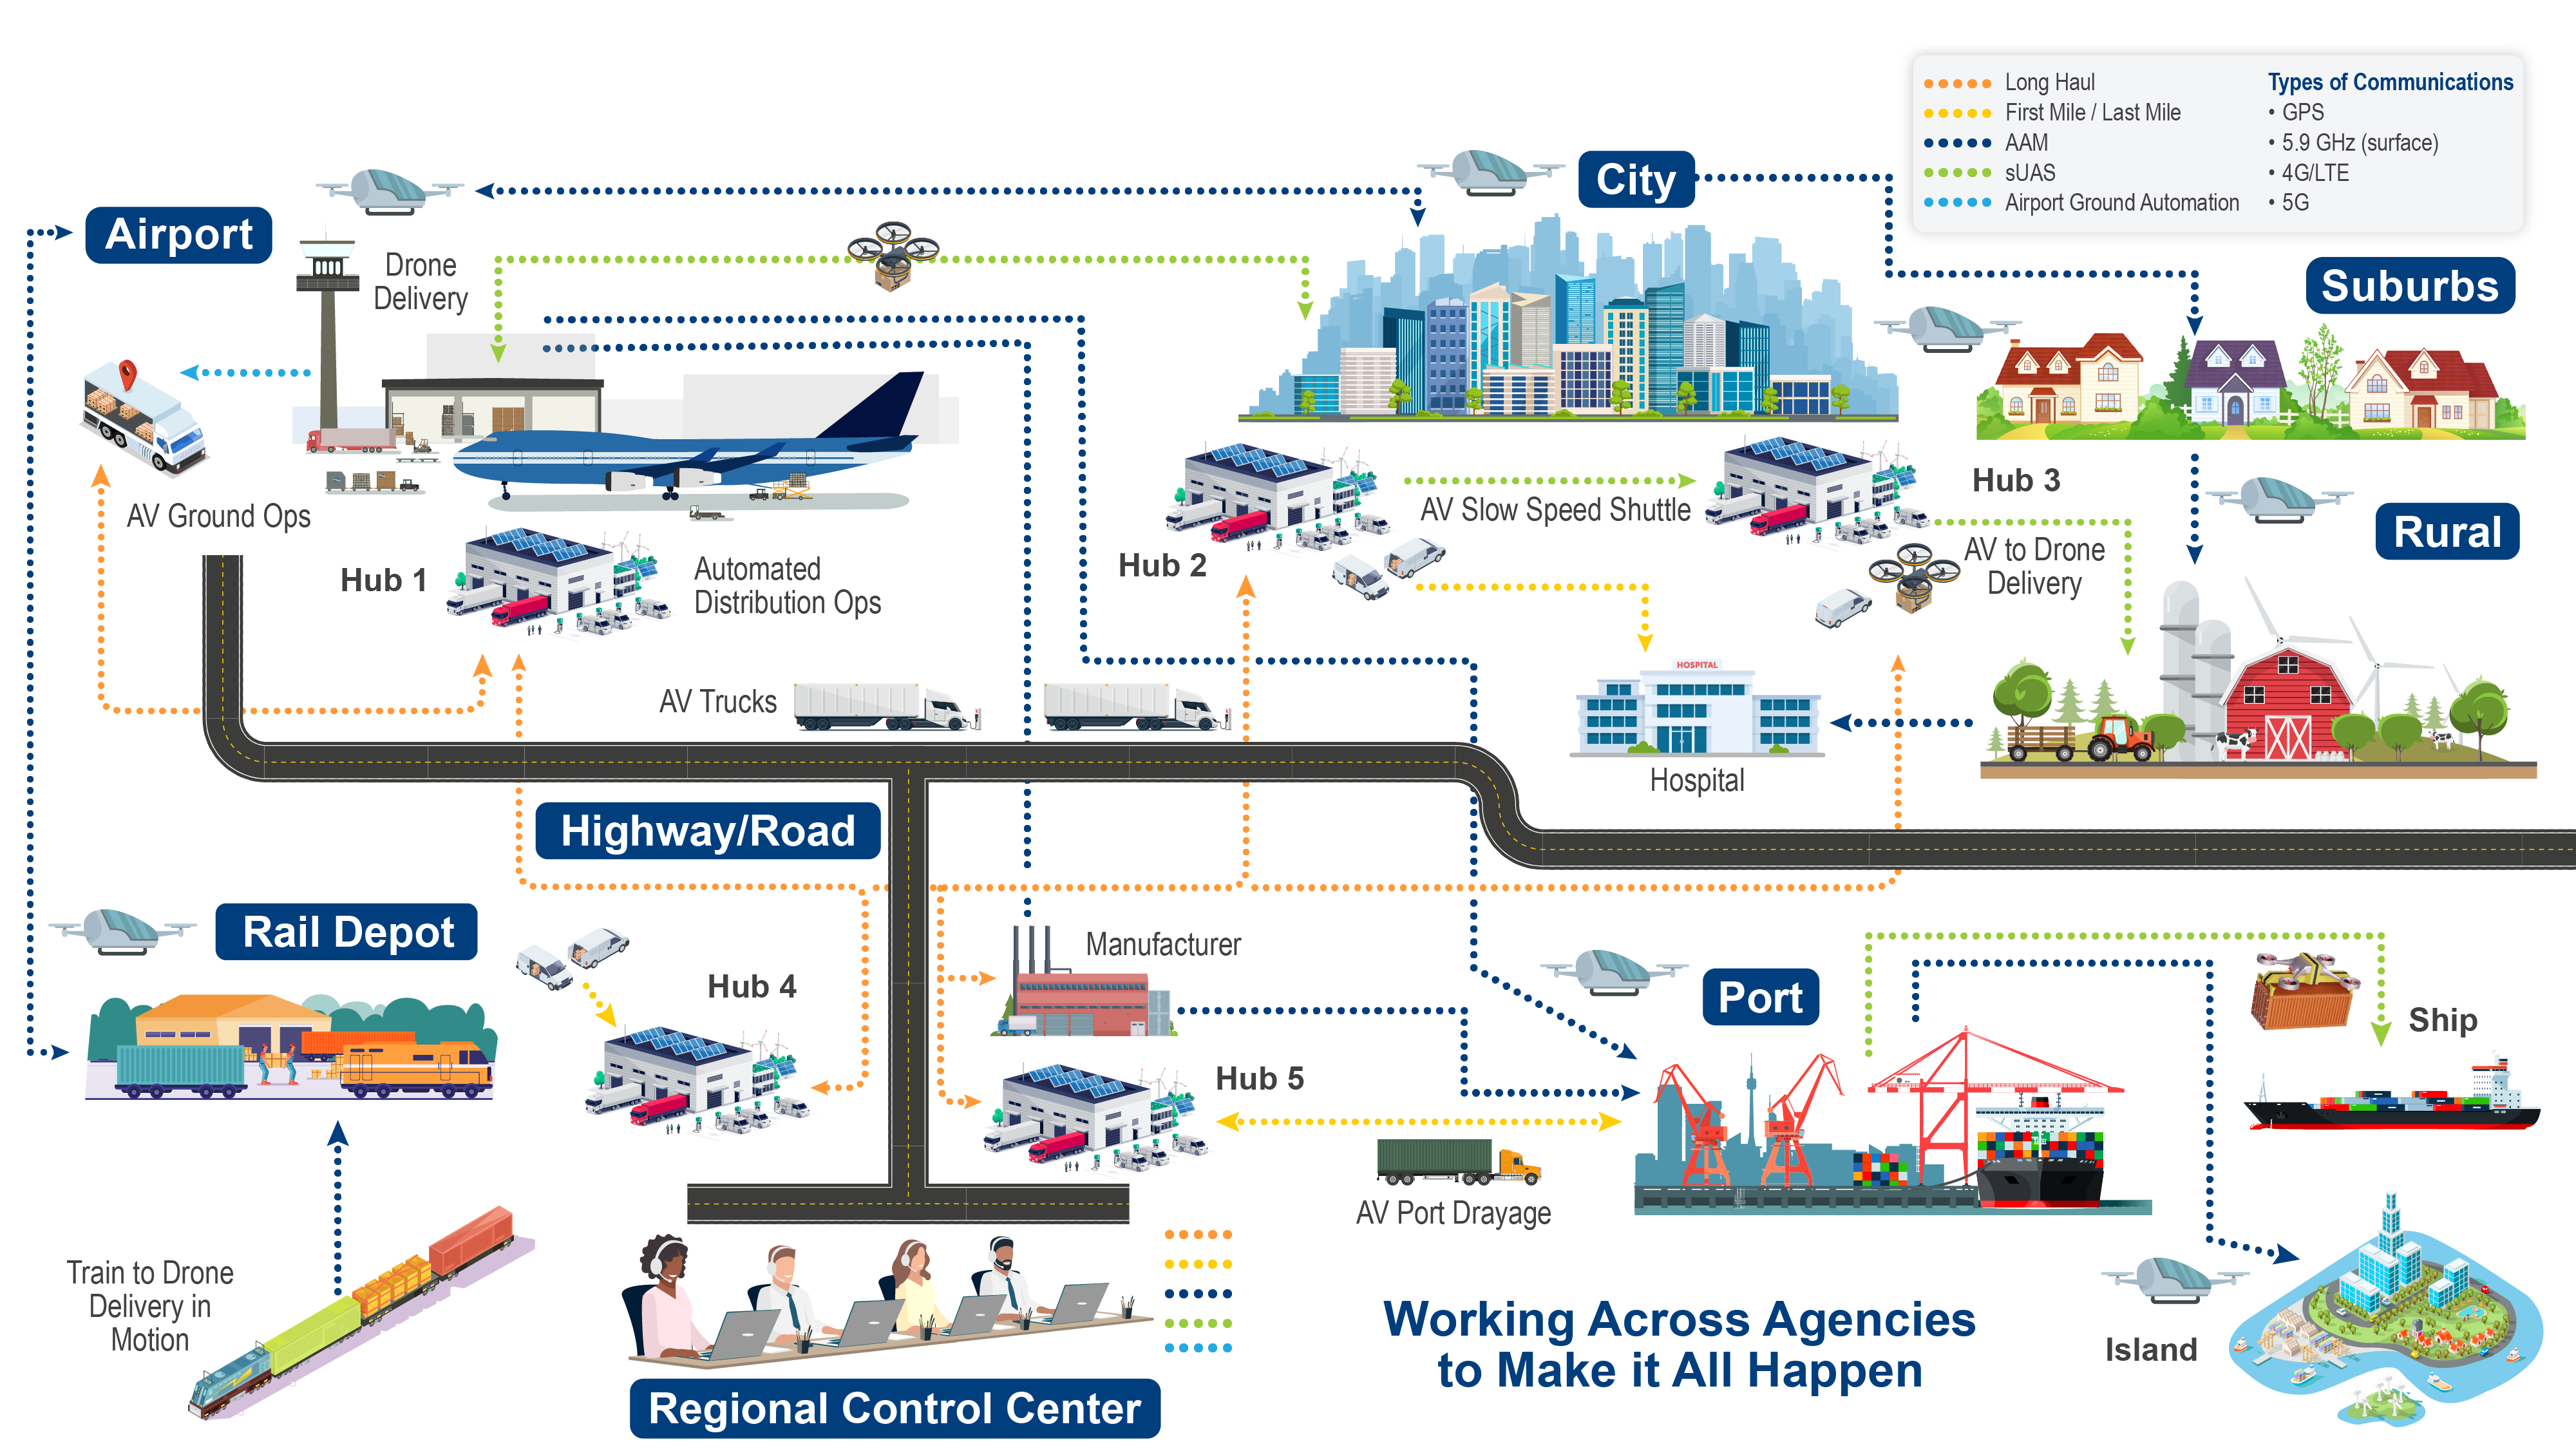 Long Haul
First Mile / Last Mile
AAM
sUAS
Airport Ground Automation
Types of Communications
• GPS
• 5.9 GHz (surface)
• 4G/LTE
• 5G
City
Airport
Drone
Delivery
Suburbs
AV Ground Ops
Hub 1
Automated
Distribution Ops
Hub 2
AV Slow Speed Shuttle
Hub 3
AV to Drone
Delivery
Rural
AV Trucks
HOSPITAL
Hospital
Highway/Road
Rail Depot
Hub 4
Manufacturer
Hub 5
Port
Ship
AV Port Drayage
Train to Drone
Delivery in
Motion
Regional Control Center
Working Across Agencies
to Make it All Happen
Island